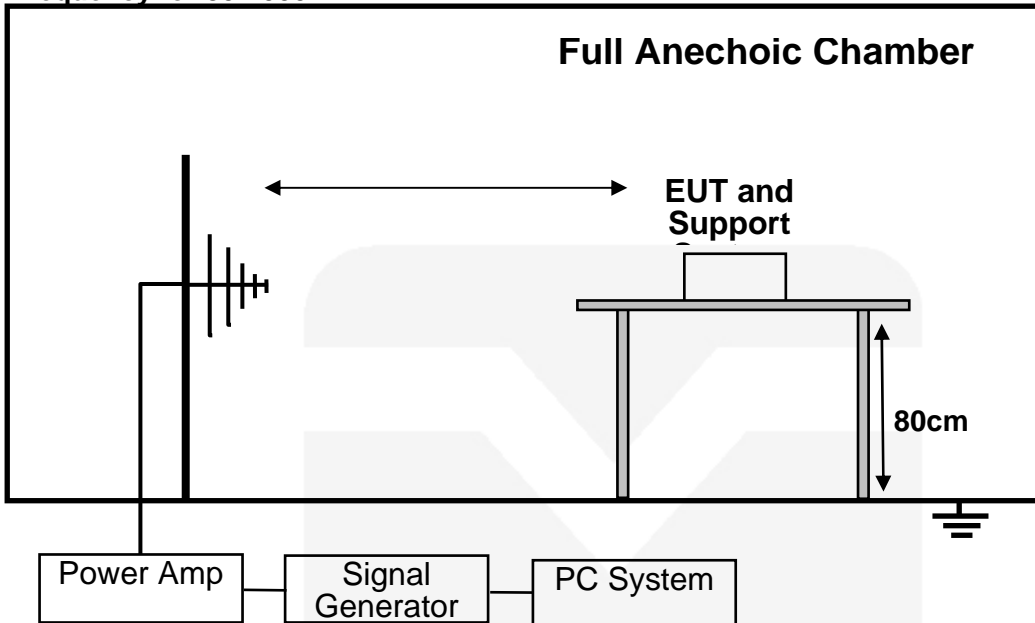 Full Anechoic Chamber
EUT and
Support
80cm
Power Amp
Signal
Generator
PC System